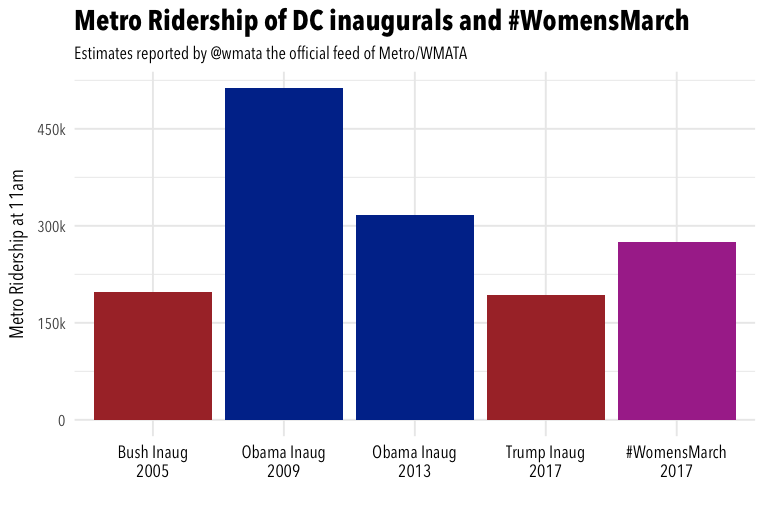 Metro Ridership of DC inaugurals and #WomensMarch
Estimates reported by @wmata the official feed of Metro/WMATA
Metro Ridership at 11am
450k
300k
150k
0
Bush Inaug
2005
Obama Inaug
2009
Obama Inaug
2013
Trump Inaug
2017
#WomensMarch
2017